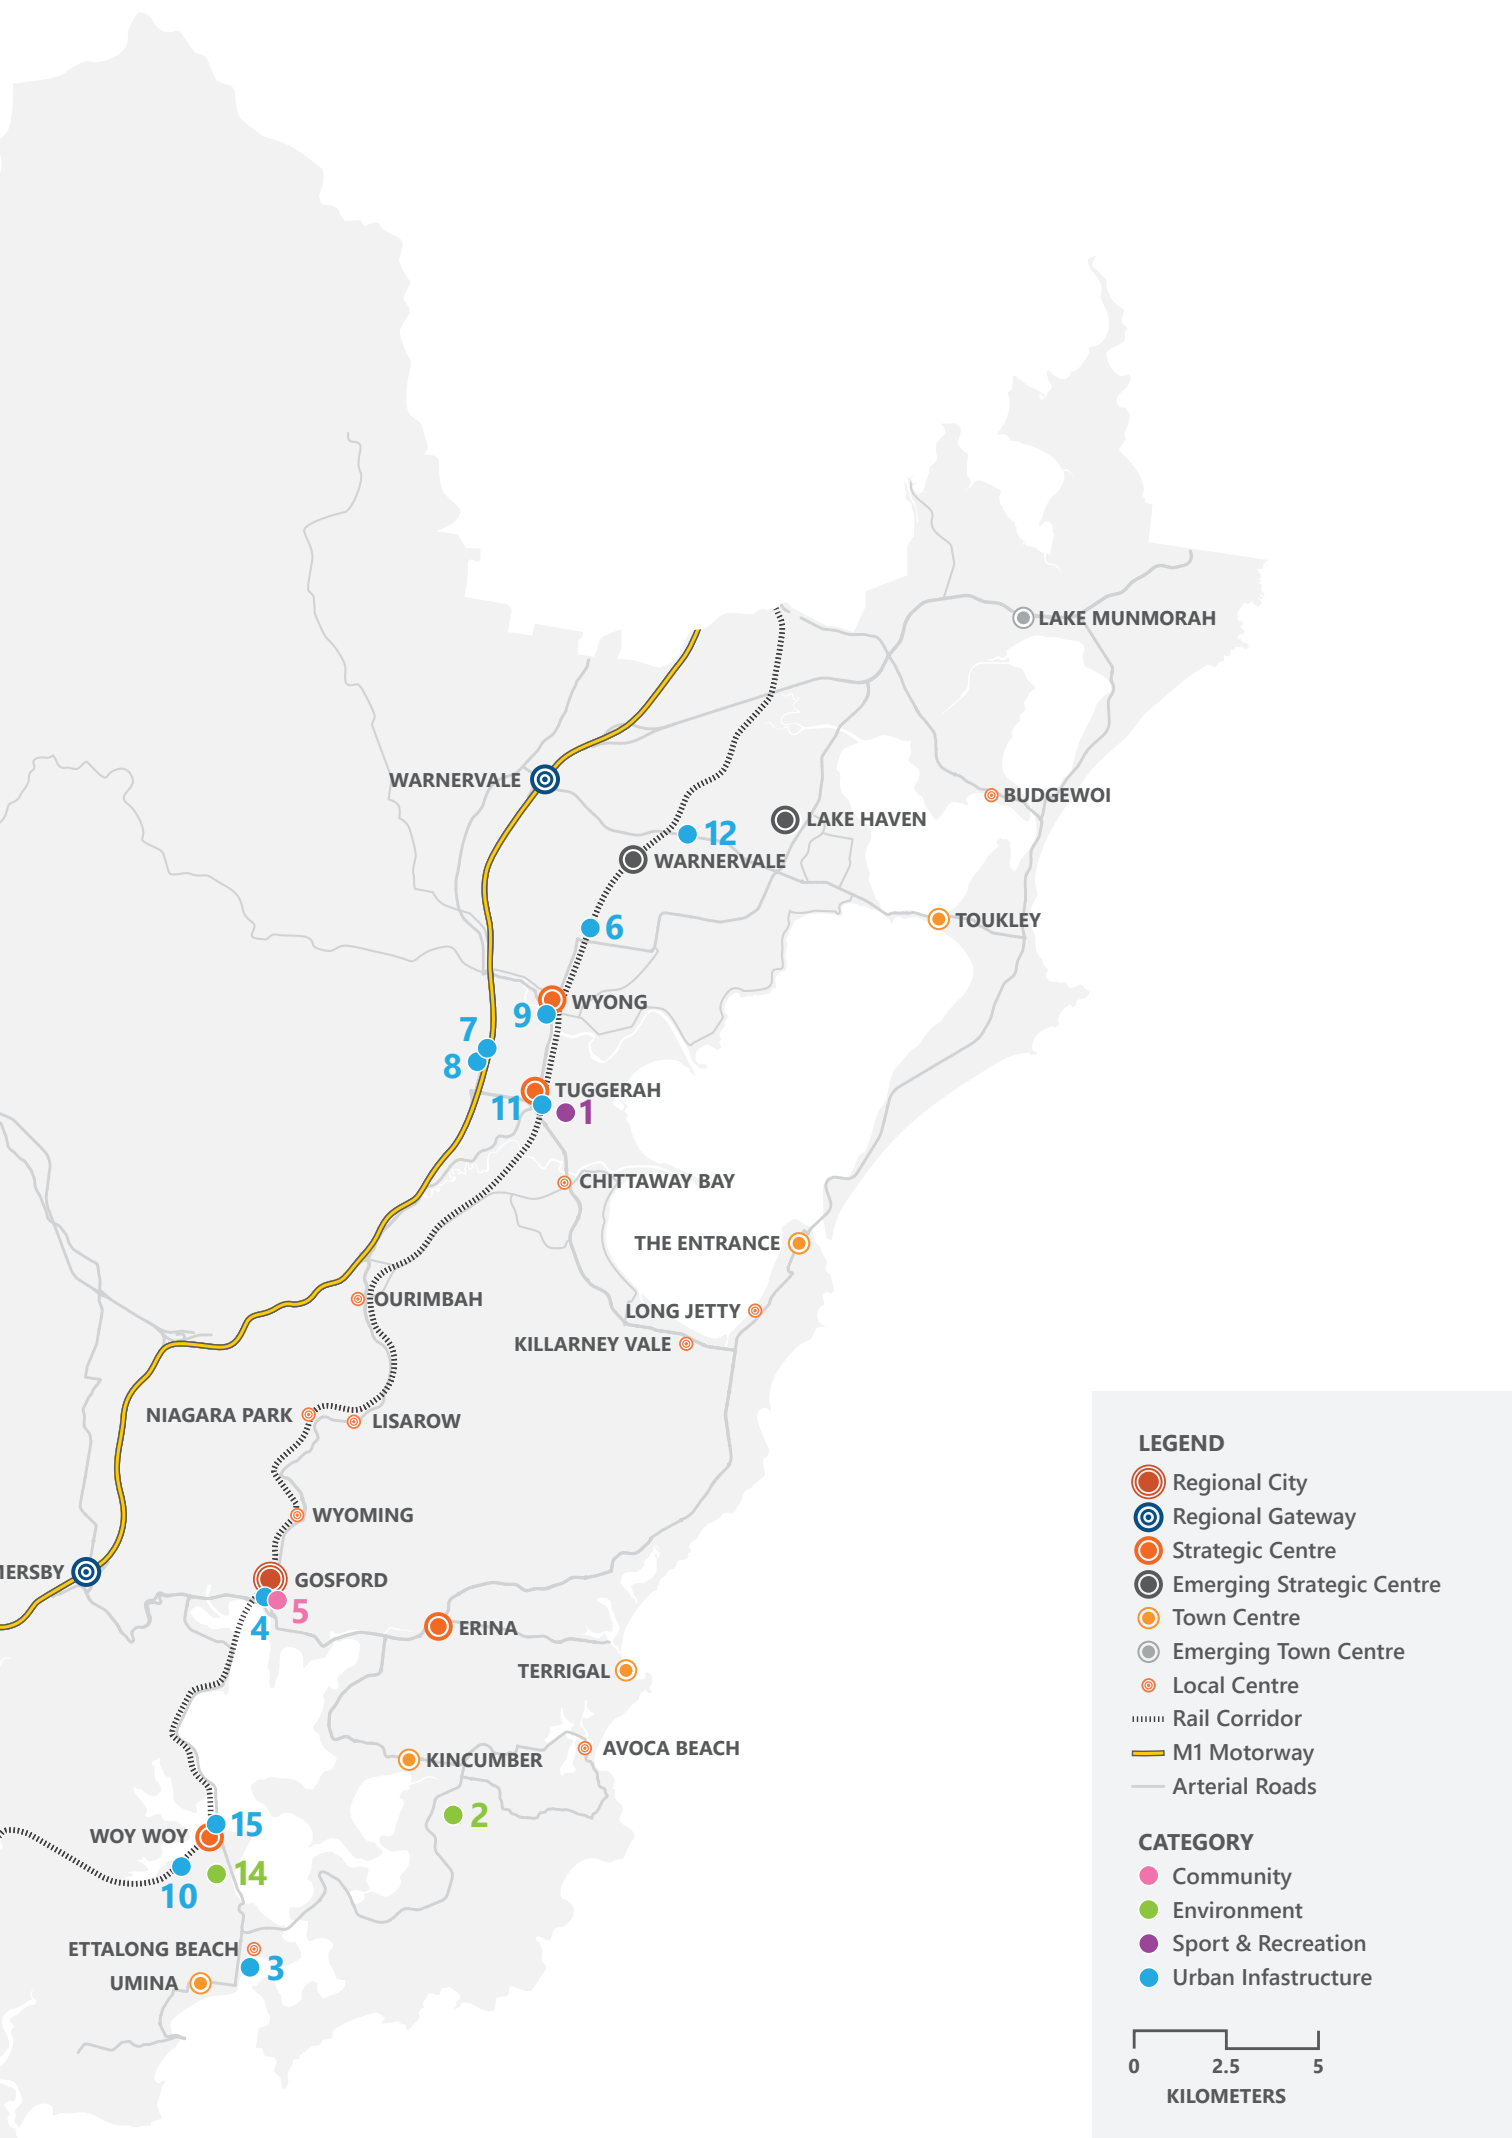 LAKE MUNMORAH
WARNERVALE
BUDGEWOI
LAKE HAVEN
12
WARNERVALE
TOUKLEY
6
WYONG
9
7
8
TUGGERAH
11
1
CHITTAWAY BAY
THE ENTRANCE
OURIMBAH
LONG JETTY
KILLARNEY VALE
NIAGARA PARK
LISAROW
WYOMING
MERSBY
GOSFORD
5
4
ERINA
TERRIGAL
AVOCA BEACH
KINCUMBER
2
15
WOY WOY
14
10
ETTALONG BEACH
3
UMINA
LEGEND
Regional City
Regional Gateway
Strategic Centre
Emerging Strategic Centre
Town Centre
Emerging Town Centre
Local Centre
Rail Corridor
M1 Motorway
Arterial Roads
CATEGORY
Community
Environment
Sport & Recreation
Urban Infastructure
0 2.5 5
KILOMETERS